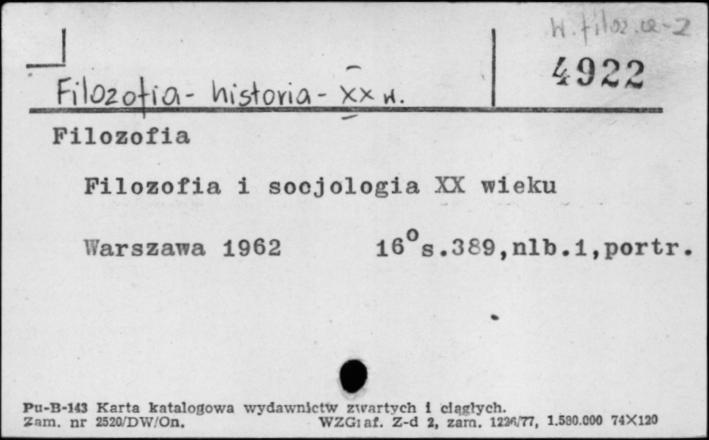 4922
Filozofia - historia - XX w.
Filozofia
Filozofia i socjologia XX wieku
Warszawa 1962 16° s.389,nlb.1,portr.
Pu-B-143 Karta katalogowa wydawnictw zwartych i ciągłych.
Zam. nr 2520/DW/On. WZGraf. Z-d 2, zam. 1226/77, 1.580.000 74X120